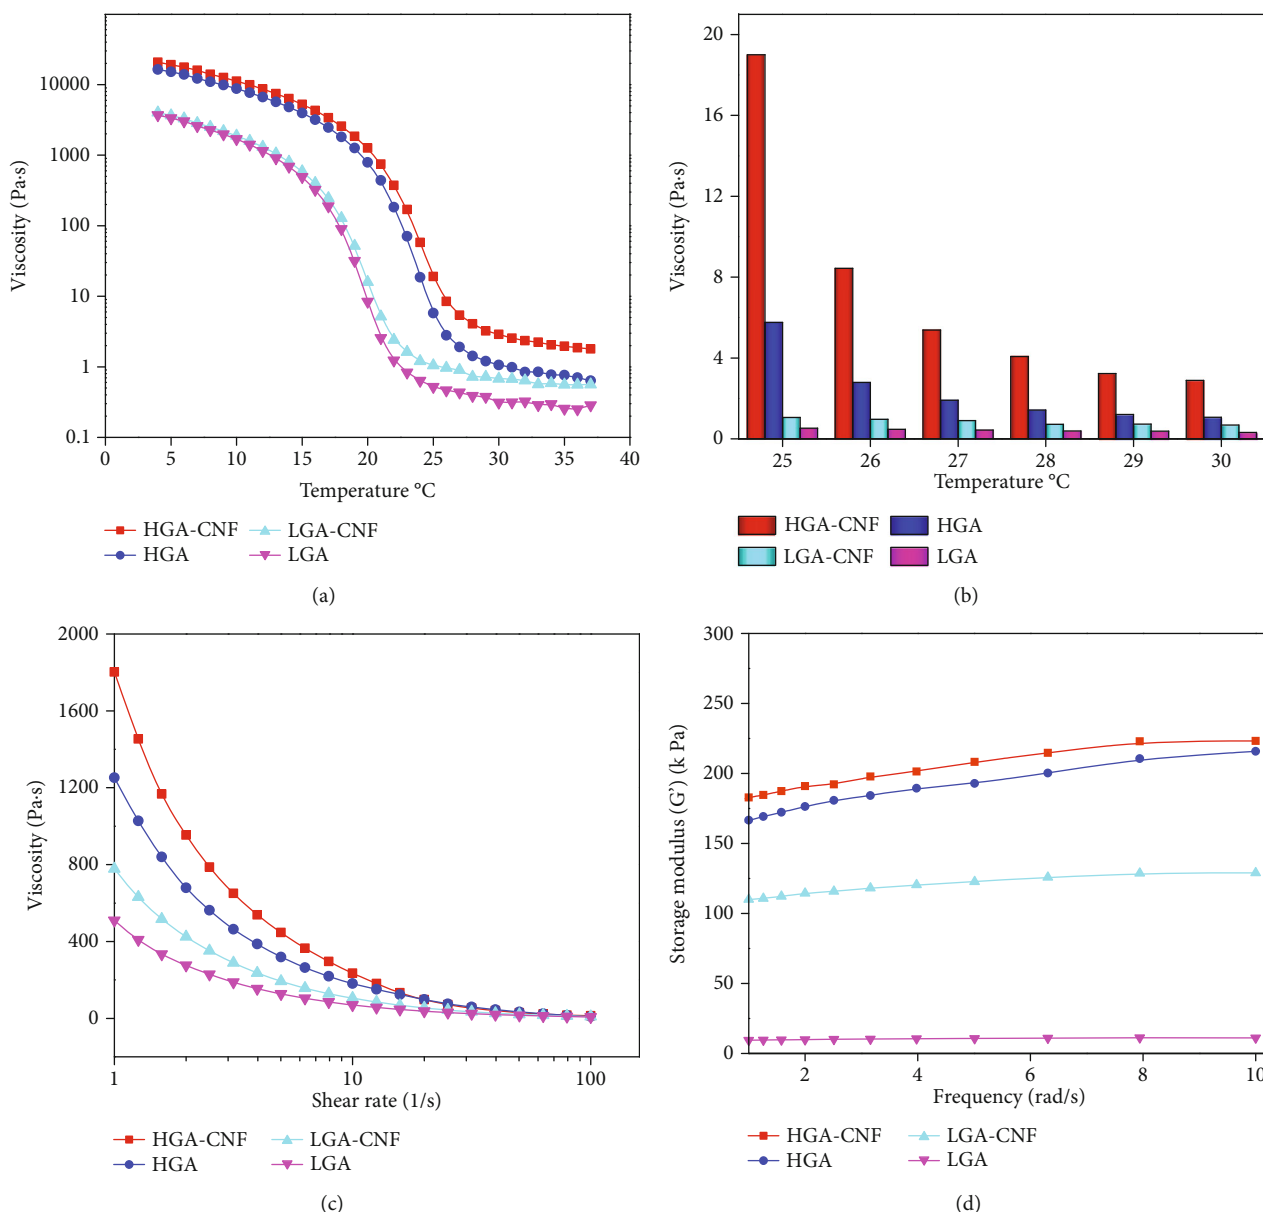 10000
1000
100
10
1
0.1
Viscosity (Pa·s)
0 5 10 15 20 25 30 35 40
Temperature °C
HGA-CNF LGA-CNF
HGA LGA
(a)
20
16
12
8
4
0
Viscosity (Pa·s)
25 26 27 28 29 30
Temperature °C
HGA-CNF HGA
LGA-CNF LGA
(b)
2000
1600
1200
800
400
0
Viscosity (Pa·s)
1 10 100
Shear rate (1/s)
HGA-CNF LGA-CNF
HGA LGA
(c)
300
250
200
150
100
50
0
Storage modulus (G’) (k Pa)
2 4 6 8 10
Frequency (rad/s)
HGA-CNF LGA-CNF
HGA LGA
(d)